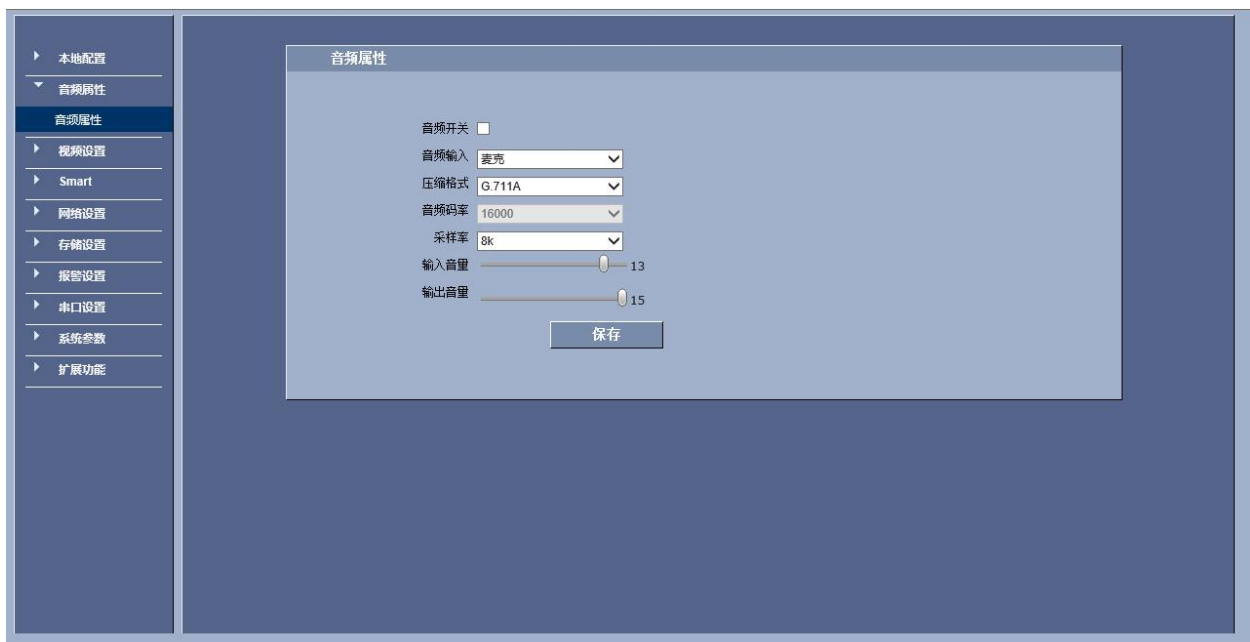 本地配置
音频属性
音频属性
视频设置
Smart
网络设置
存储设置
报警设置
串口设置
系统参数
扩展功能
音频属性
音频开关
音频输入 麦克
压缩格式 G.711A
音频码率 16000
采样率 8k
输入音量 13
输出音量 15
保存